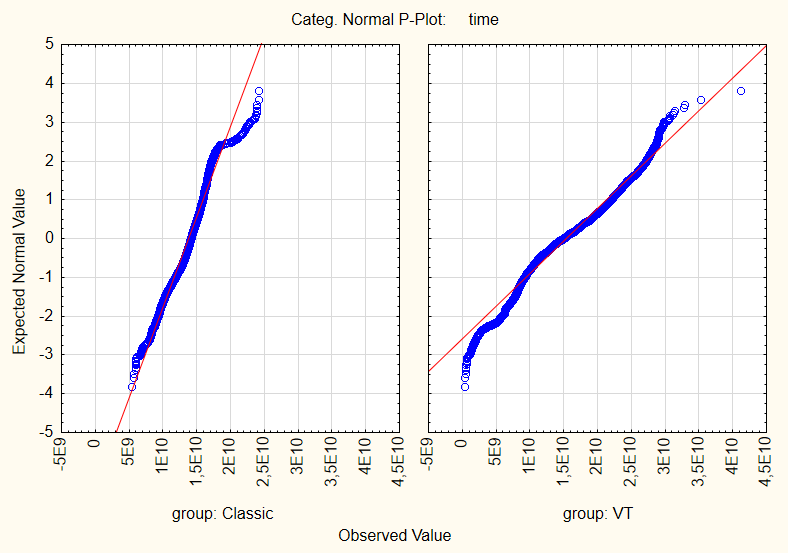 Categ. Normal P-Plot: time
Expected Normal Value
5
4
3
2
1
0
-1
-2
-3
-4
-5
-5E9 0 5E9 1E10 1,5E10 2E10 2,5E10 3E10 3,5E10 4E10 4,5E10
-5E9 0 5E9 1E10 1,5E10 2E10 2,5E10 3E10 3,5E10 4E10 4,5E10
group: Classic
group: VT
Observed Value